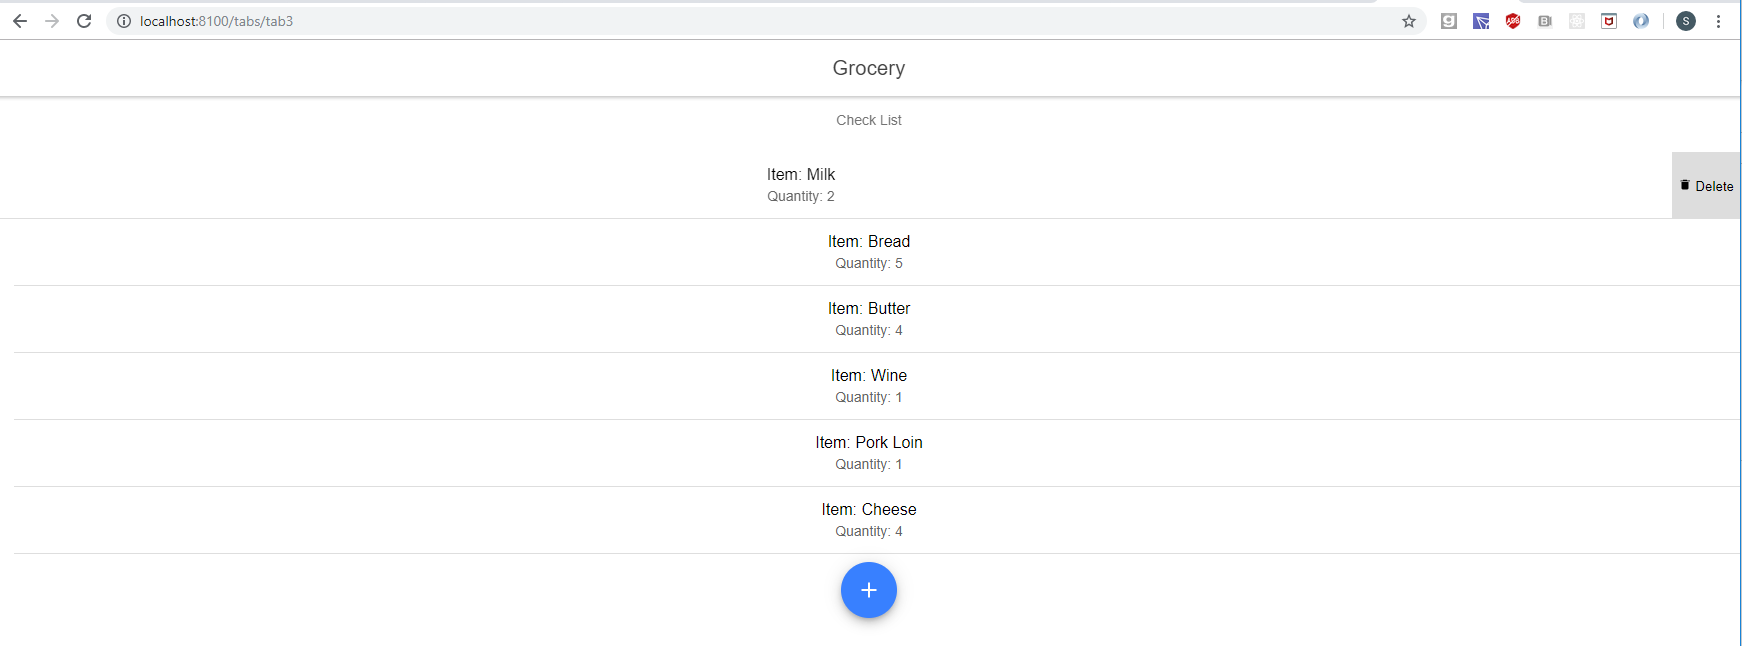 localhost:8100/tabs/tab3
g
ABP
B
S
Grocery
Check List
Item: Milk
Quantity: 2
Delete
Item: Bread
Quantity: 5
Item: Butter
Quantity: 4
Item: Wine
Quantity: 1
Item: Pork Loin
Quantity: 1
Item: Cheese
Quantity: 4